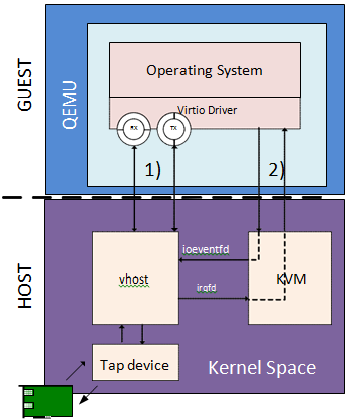 GUEST
QEMU
Operating System
Virtio Driver
RX
TX
1)
2)
HOST
ioeventfd
vhost
irqfd
KVM
Tap device
Kernel Space